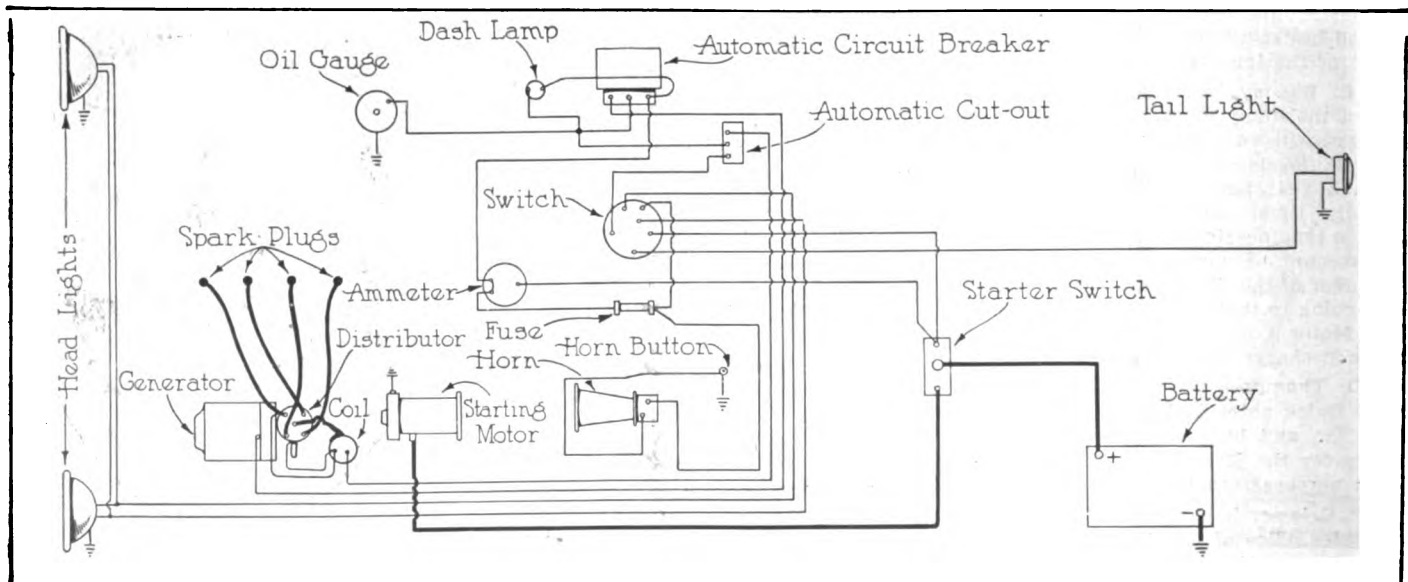 Dash Lamp
Automatic Circuit Breaker
Oil Gauge
Tail Light
Automatic Cut-out
Switch
Spark Plugs
Head Lights
Ammeter
Starter Switch
Fuse
Distributor
Horn
Horn Button
Generator
Coil
Starting
Motor
Battery
+
-